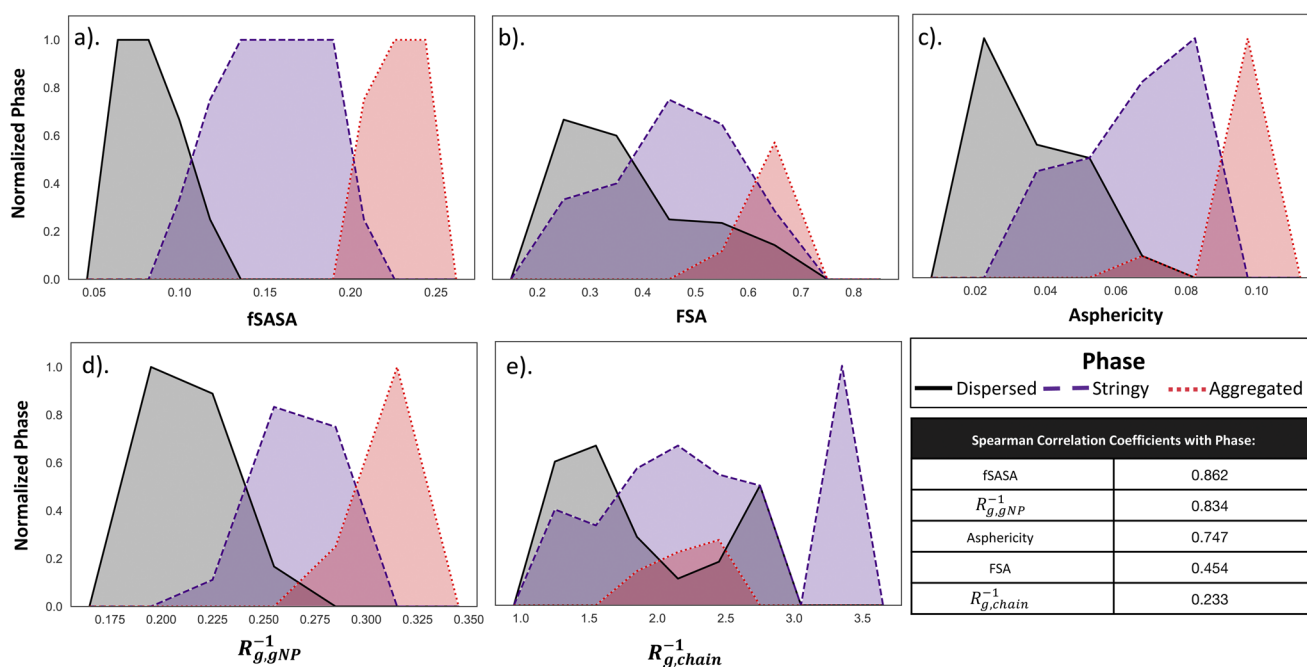 a).
b).
c).
Normalized Phase
1.0
0.8
0.6
0.4
0.2
0.0
0.05 0.10 0.15 0.20 0.25
fSASA
0.2 0.3 0.4 0.5 0.6 0.7 0.8
FSA
0.02 0.04 0.06 0.08 0.10
Asphericity
d).
e).
Normalized Phase
1.0
0.8
0.6
0.4
0.2
0.0
0.175 0.200 0.225 0.250 0.275 0.300 0.325 0.350
R_{g,gNP}^{-1}
1.0 1.5 2.0 2.5 3.0 3.5
R_{g,chain}^{-1}
Phase
Dispersed Stringy Aggregated
Spearman Correlation Coefficients with Phase:
fSASA 0.862
R_{g,gNP}^{-1} 0.834
Asphericity 0.747
FSA 0.454
R_{g,chain}^{-1} 0.233